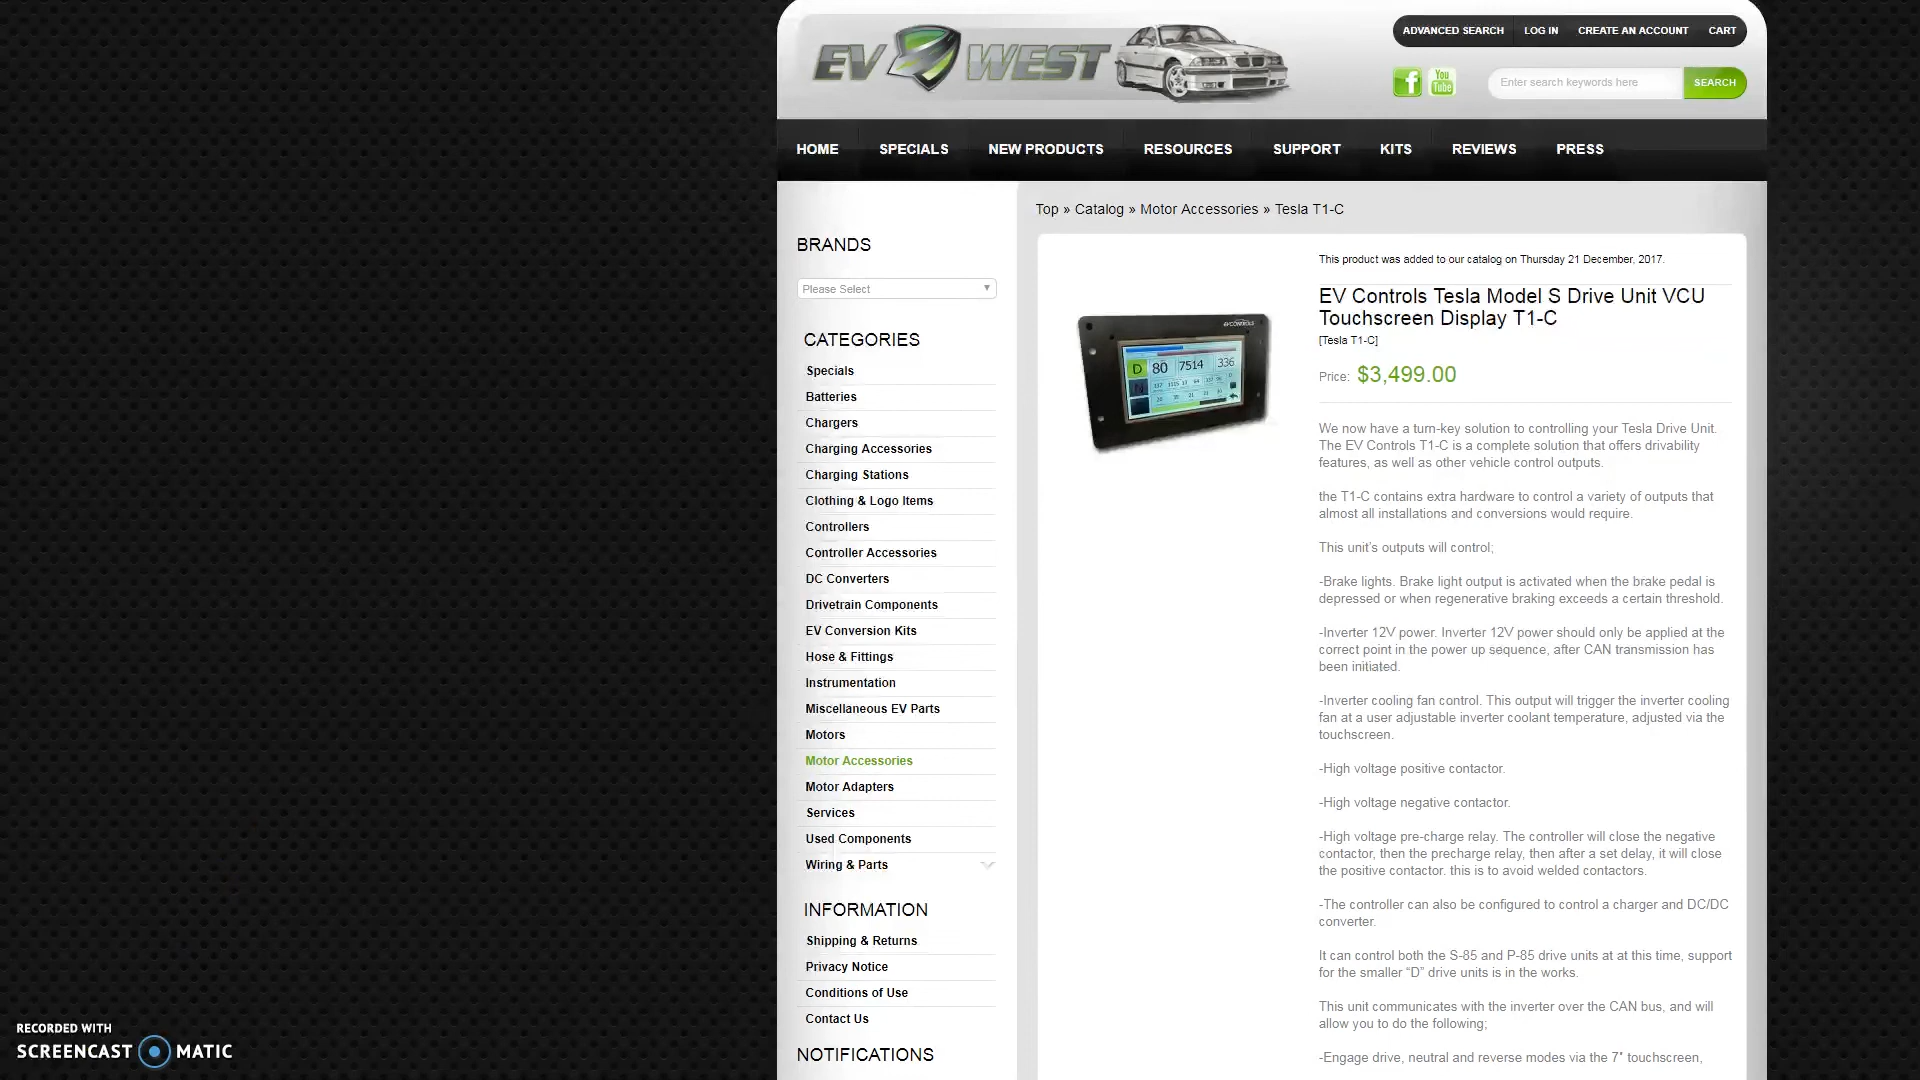 EV WEST
ADVANCED SEARCH LOG IN CREATE AN ACCOUNT CART
f You Tube Enter search keywords here SEARCH
HOME SPECIALS NEW PRODUCTS RESOURCES SUPPORT KITS REVIEWS PRESS
Top » Catalog » Motor Accessories » Tesla T1-C
BRANDS
Please Select
CATEGORIES
Specials
Batteries
Chargers
Charging Accessories
Charging Stations
Clothing & Logo Items
Controllers
Controller Accessories
DC Converters
Drivetrain Components
EV Conversion Kits
Hose & Fittings
Instrumentation
Miscellaneous EV Parts
Motors
Motor Accessories
Motor Adapters
Services
Used Components
Wiring & Parts
INFORMATION
Shipping & Returns
Privacy Notice
Conditions of Use
Contact Us
NOTIFICATIONS
EVCONTROLS
D 80 7514 336
N
This product was added to our catalog on Thursday 21 December, 2017.
EV Controls Tesla Model S Drive Unit VCU
Touchscreen Display T1-C
[Tesla T1-C]
Price: $3,499.00
We now have a turn-key solution to controlling your Tesla Drive Unit.
The EV Controls T1-C is a complete solution that offers drivability
features, as well as other vehicle control outputs.
the T1-C contains extra hardware to control a variety of outputs that
almost all installations and conversions would require.
This unit's outputs will control;
-Brake lights. Brake light output is activated when the brake pedal is
depressed or when regenerative braking exceeds a certain threshold.
-Inverter 12V power. Inverter 12V power should only be applied at the
correct point in the power up sequence, after CAN transmission has
been initiated.
-Inverter cooling fan control. This output will trigger the inverter cooling
fan at a user adjustable inverter coolant temperature, adjusted via the
touchscreen.
-High voltage positive contactor.
-High voltage negative contactor.
-High voltage pre-charge relay. The controller will close the negative
contactor, then the precharge relay, then after a set delay, it will close
the positive contactor. this is to avoid welded contactors.
-The controller can also be configured to control a charger and DC/DC
converter.
It can control both the S-85 and P-85 drive units at at this time, support
for the smaller “D” drive units is in the works.
This unit communicates with the inverter over the CAN bus, and will
allow you to do the following;
-Engage drive, neutral and reverse modes via the 7" touchscreen,
RECORDED WITH
SCREENCAST MATIC